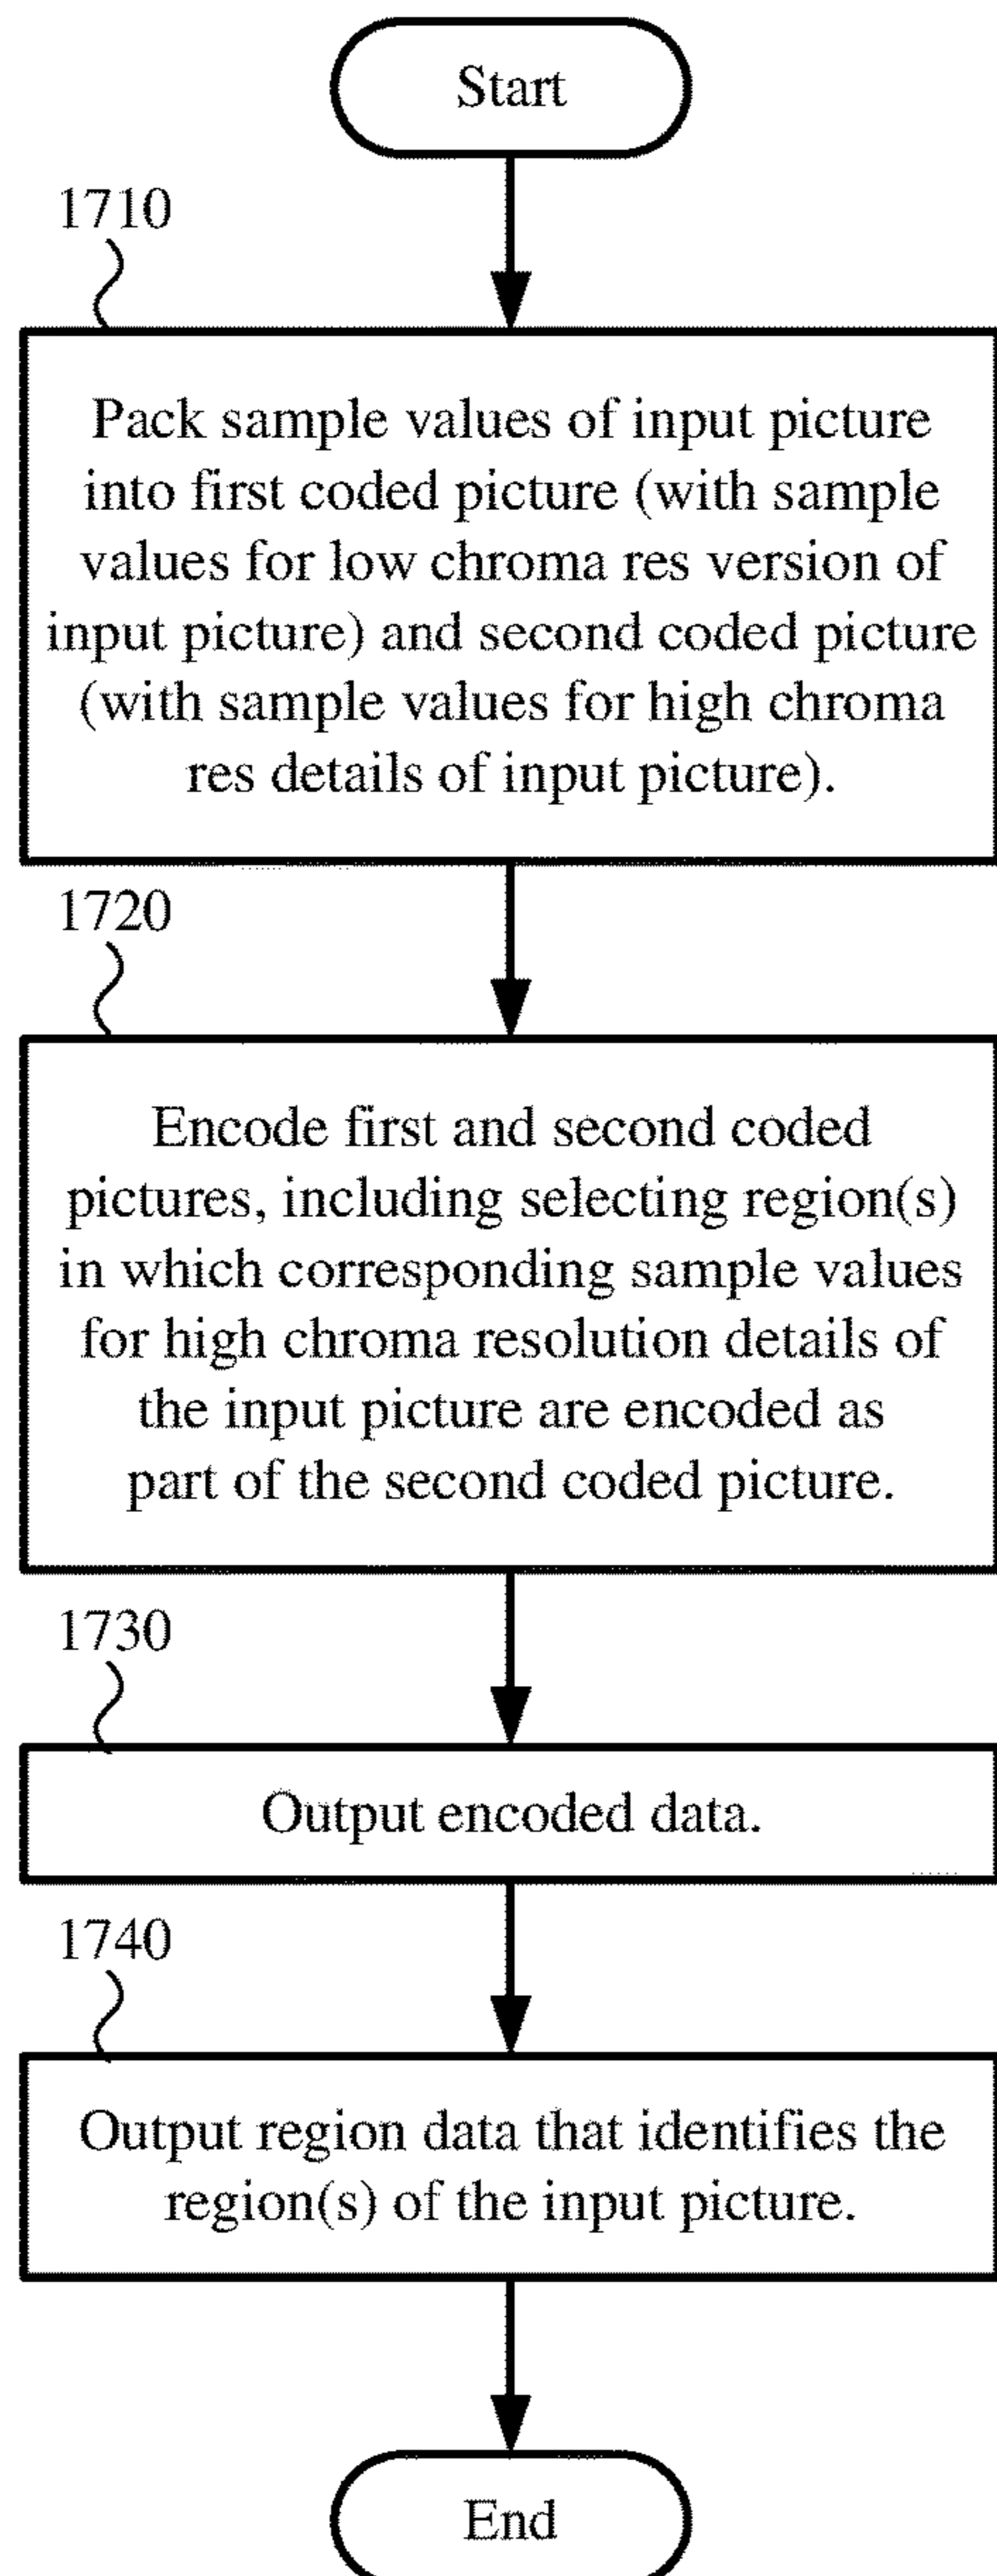 Start
1710
Pack sample values of input picture
into first coded picture (with sample
values for low chroma res version of
input picture) and second coded picture
(with sample values for high chroma
res details of input picture).
1720
Encode first and second coded
pictures, including selecting region(s)
in which corresponding sample values
for high chroma resolution details of
the input picture are encoded as
part of the second coded picture.
1730
Output encoded data.
1740
Output region data that identifies the
region(s) of the input picture.
End